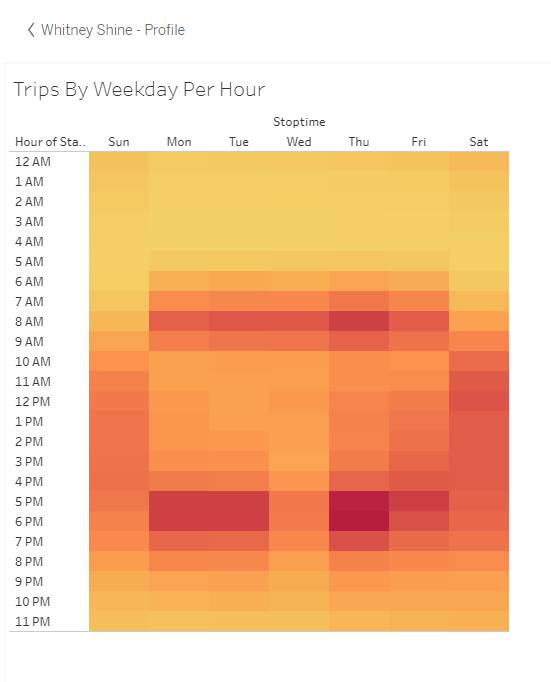 Whitney Shine - Profile
Trips By Weekday Per Hour
Stoptime
Hour of Sta.. Sun Mon Tue Wed Thu Fri Sat
12 AM
1 AM
2 AM
3 AM
4 AM
5 AM
6 AM
7 AM
8 AM
9 AM
10 AM
11 AM
12 PM
1 PM
2 PM
3 PM
4 PM
5 PM
6 PM
7 PM
8 PM
9 PM
10 PM
11 PM